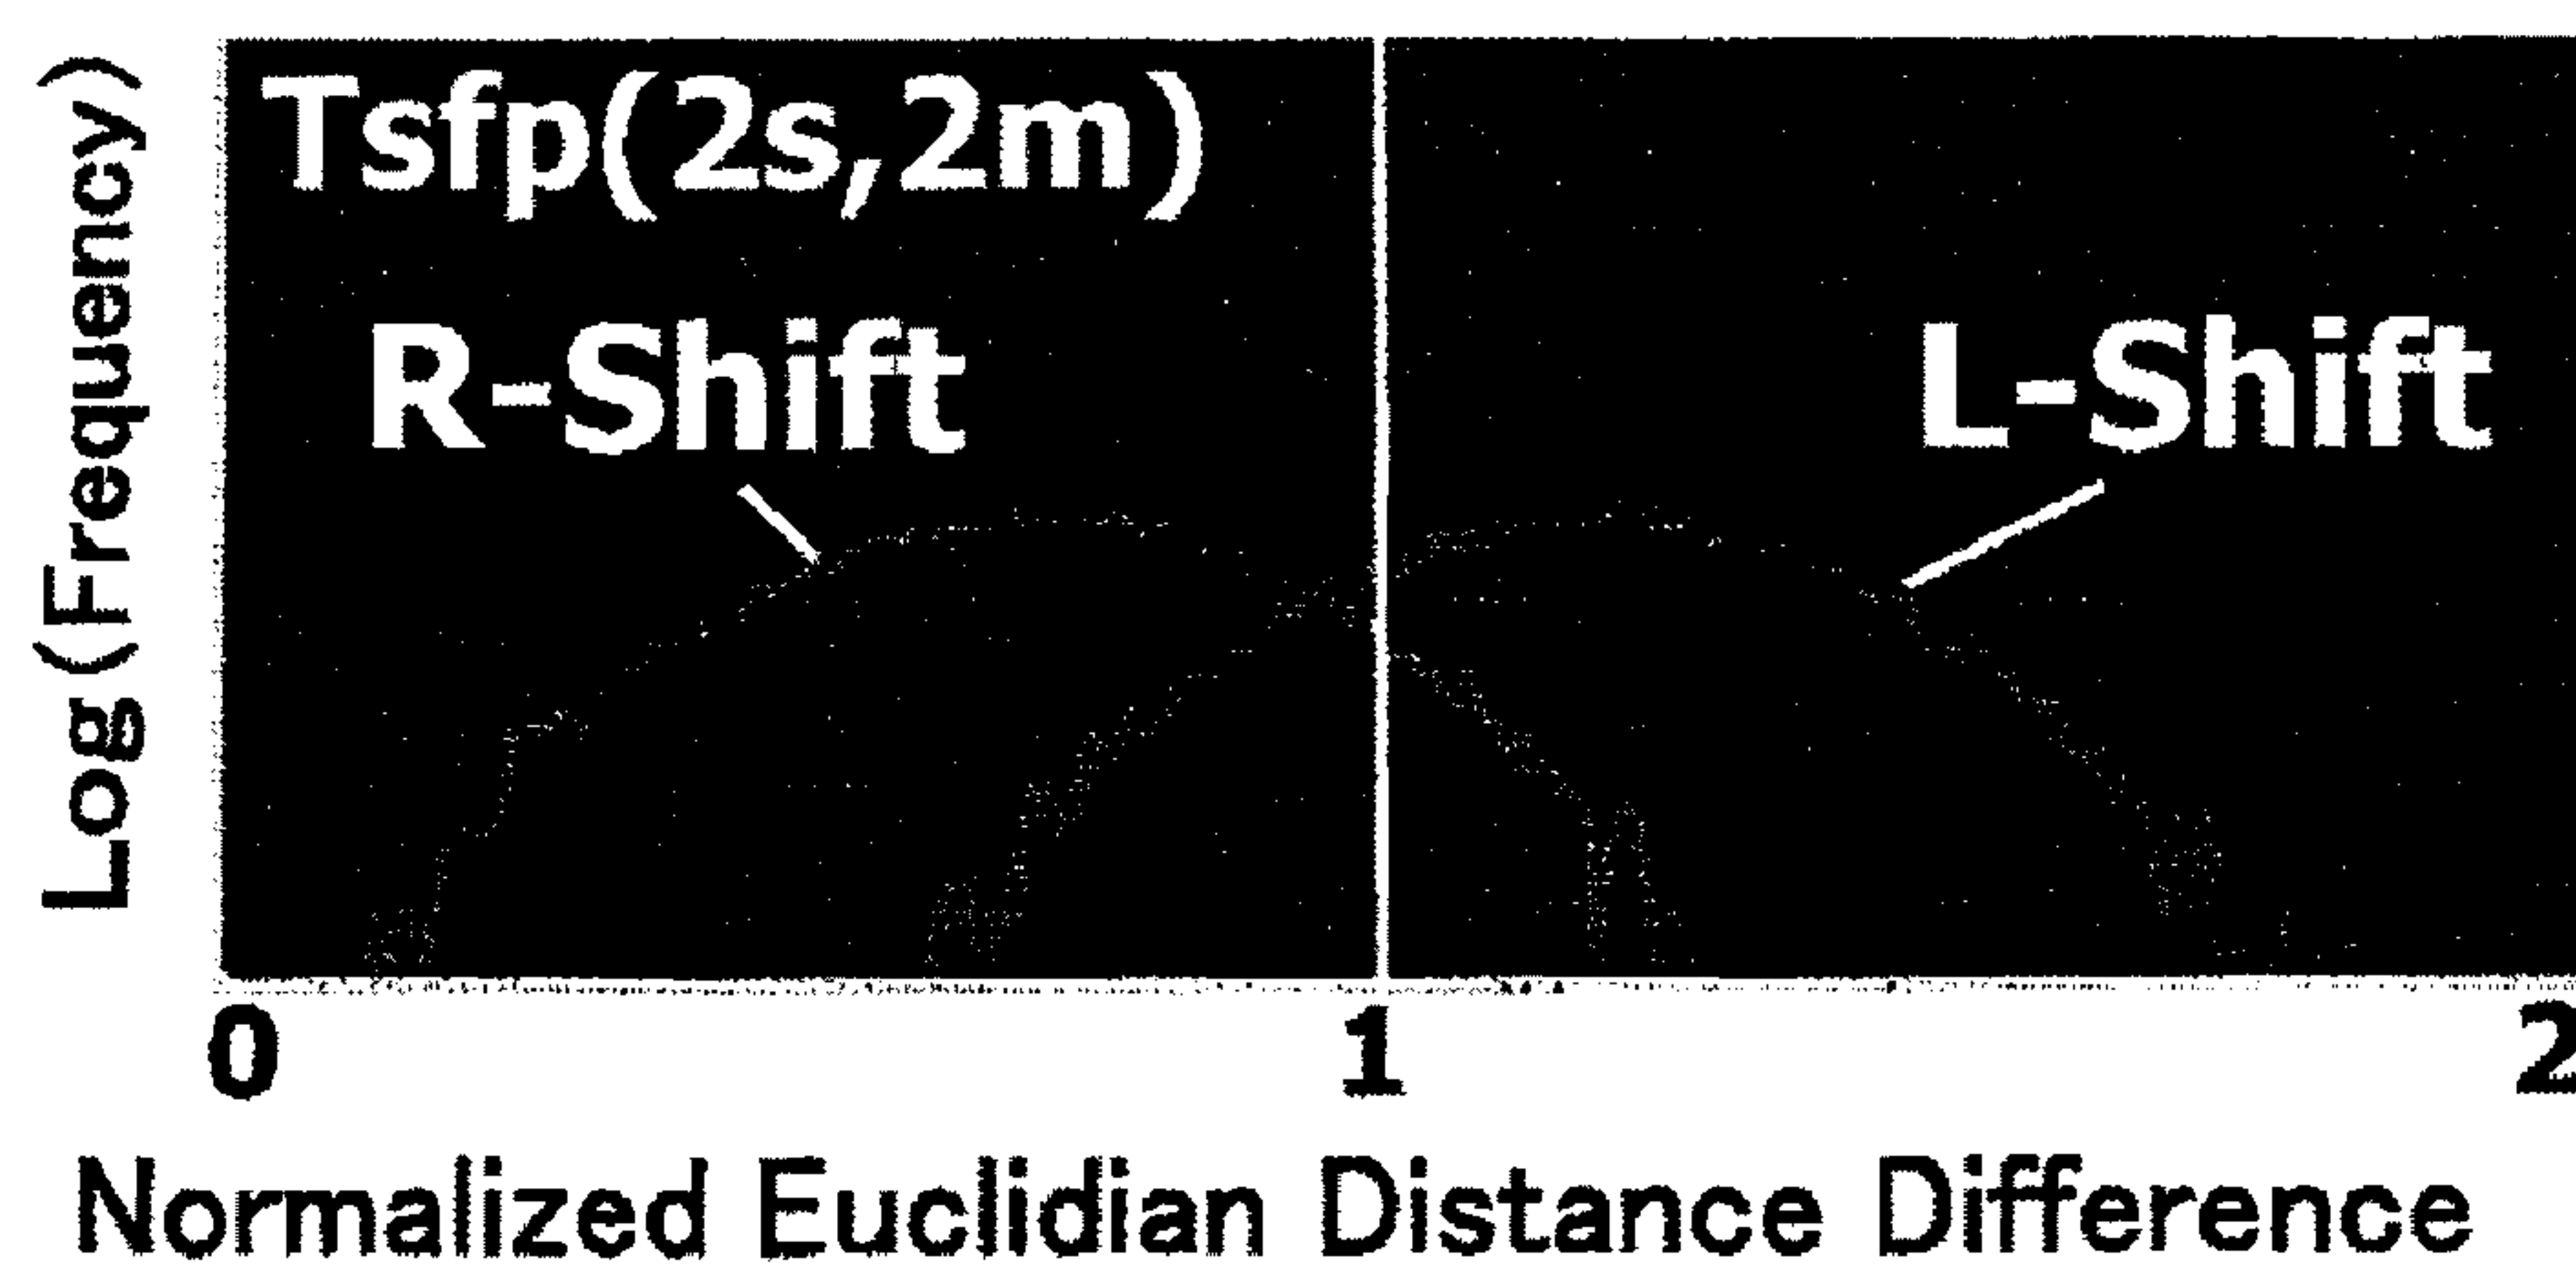 Log(Frequency)
Tsfp(2s,2m)
R-Shift
L-Shift
0 1 2
Normalized Euclidian Distance Difference